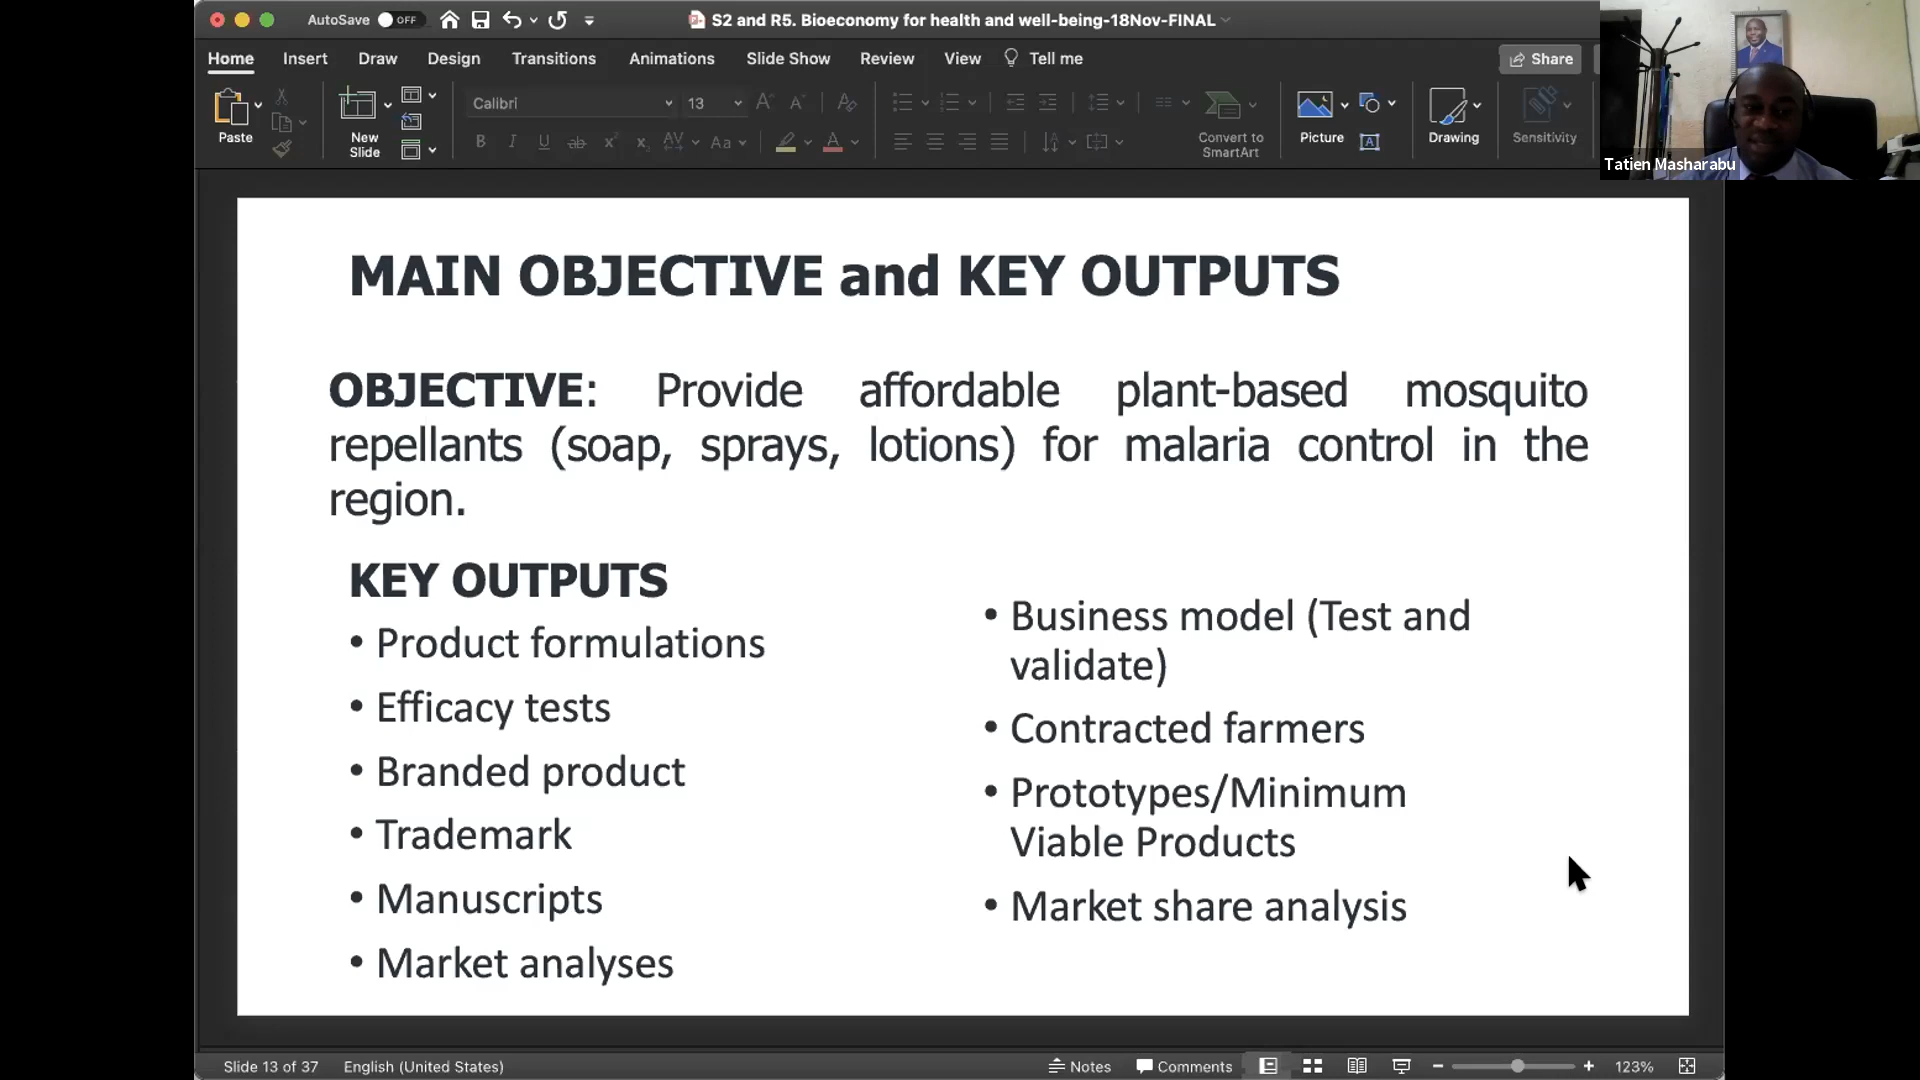 AutoSave OFF
S2 and R5. Bioeconomy for health and well-being-18Nov-FINAL
Home Insert Draw Design Transitions Animations Slide Show Review View Tell me Share
Calibri 13
Paste New Slide Convert to SmartArt Picture Drawing Sensitivity
Tatien Masharabu
MAIN OBJECTIVE and KEY OUTPUTS
OBJECTIVE: Provide affordable plant-based mosquito
repellants (soap, sprays, lotions) for malaria control in the
region.
KEY OUTPUTS
• Product formulations
• Efficacy tests
• Branded product
• Trademark
• Manuscripts
• Market analyses
• Business model (Test and
validate)
• Contracted farmers
• Prototypes/Minimum
Viable Products
• Market share analysis
Slide 13 of 37 English (United States) Notes Comments 123%